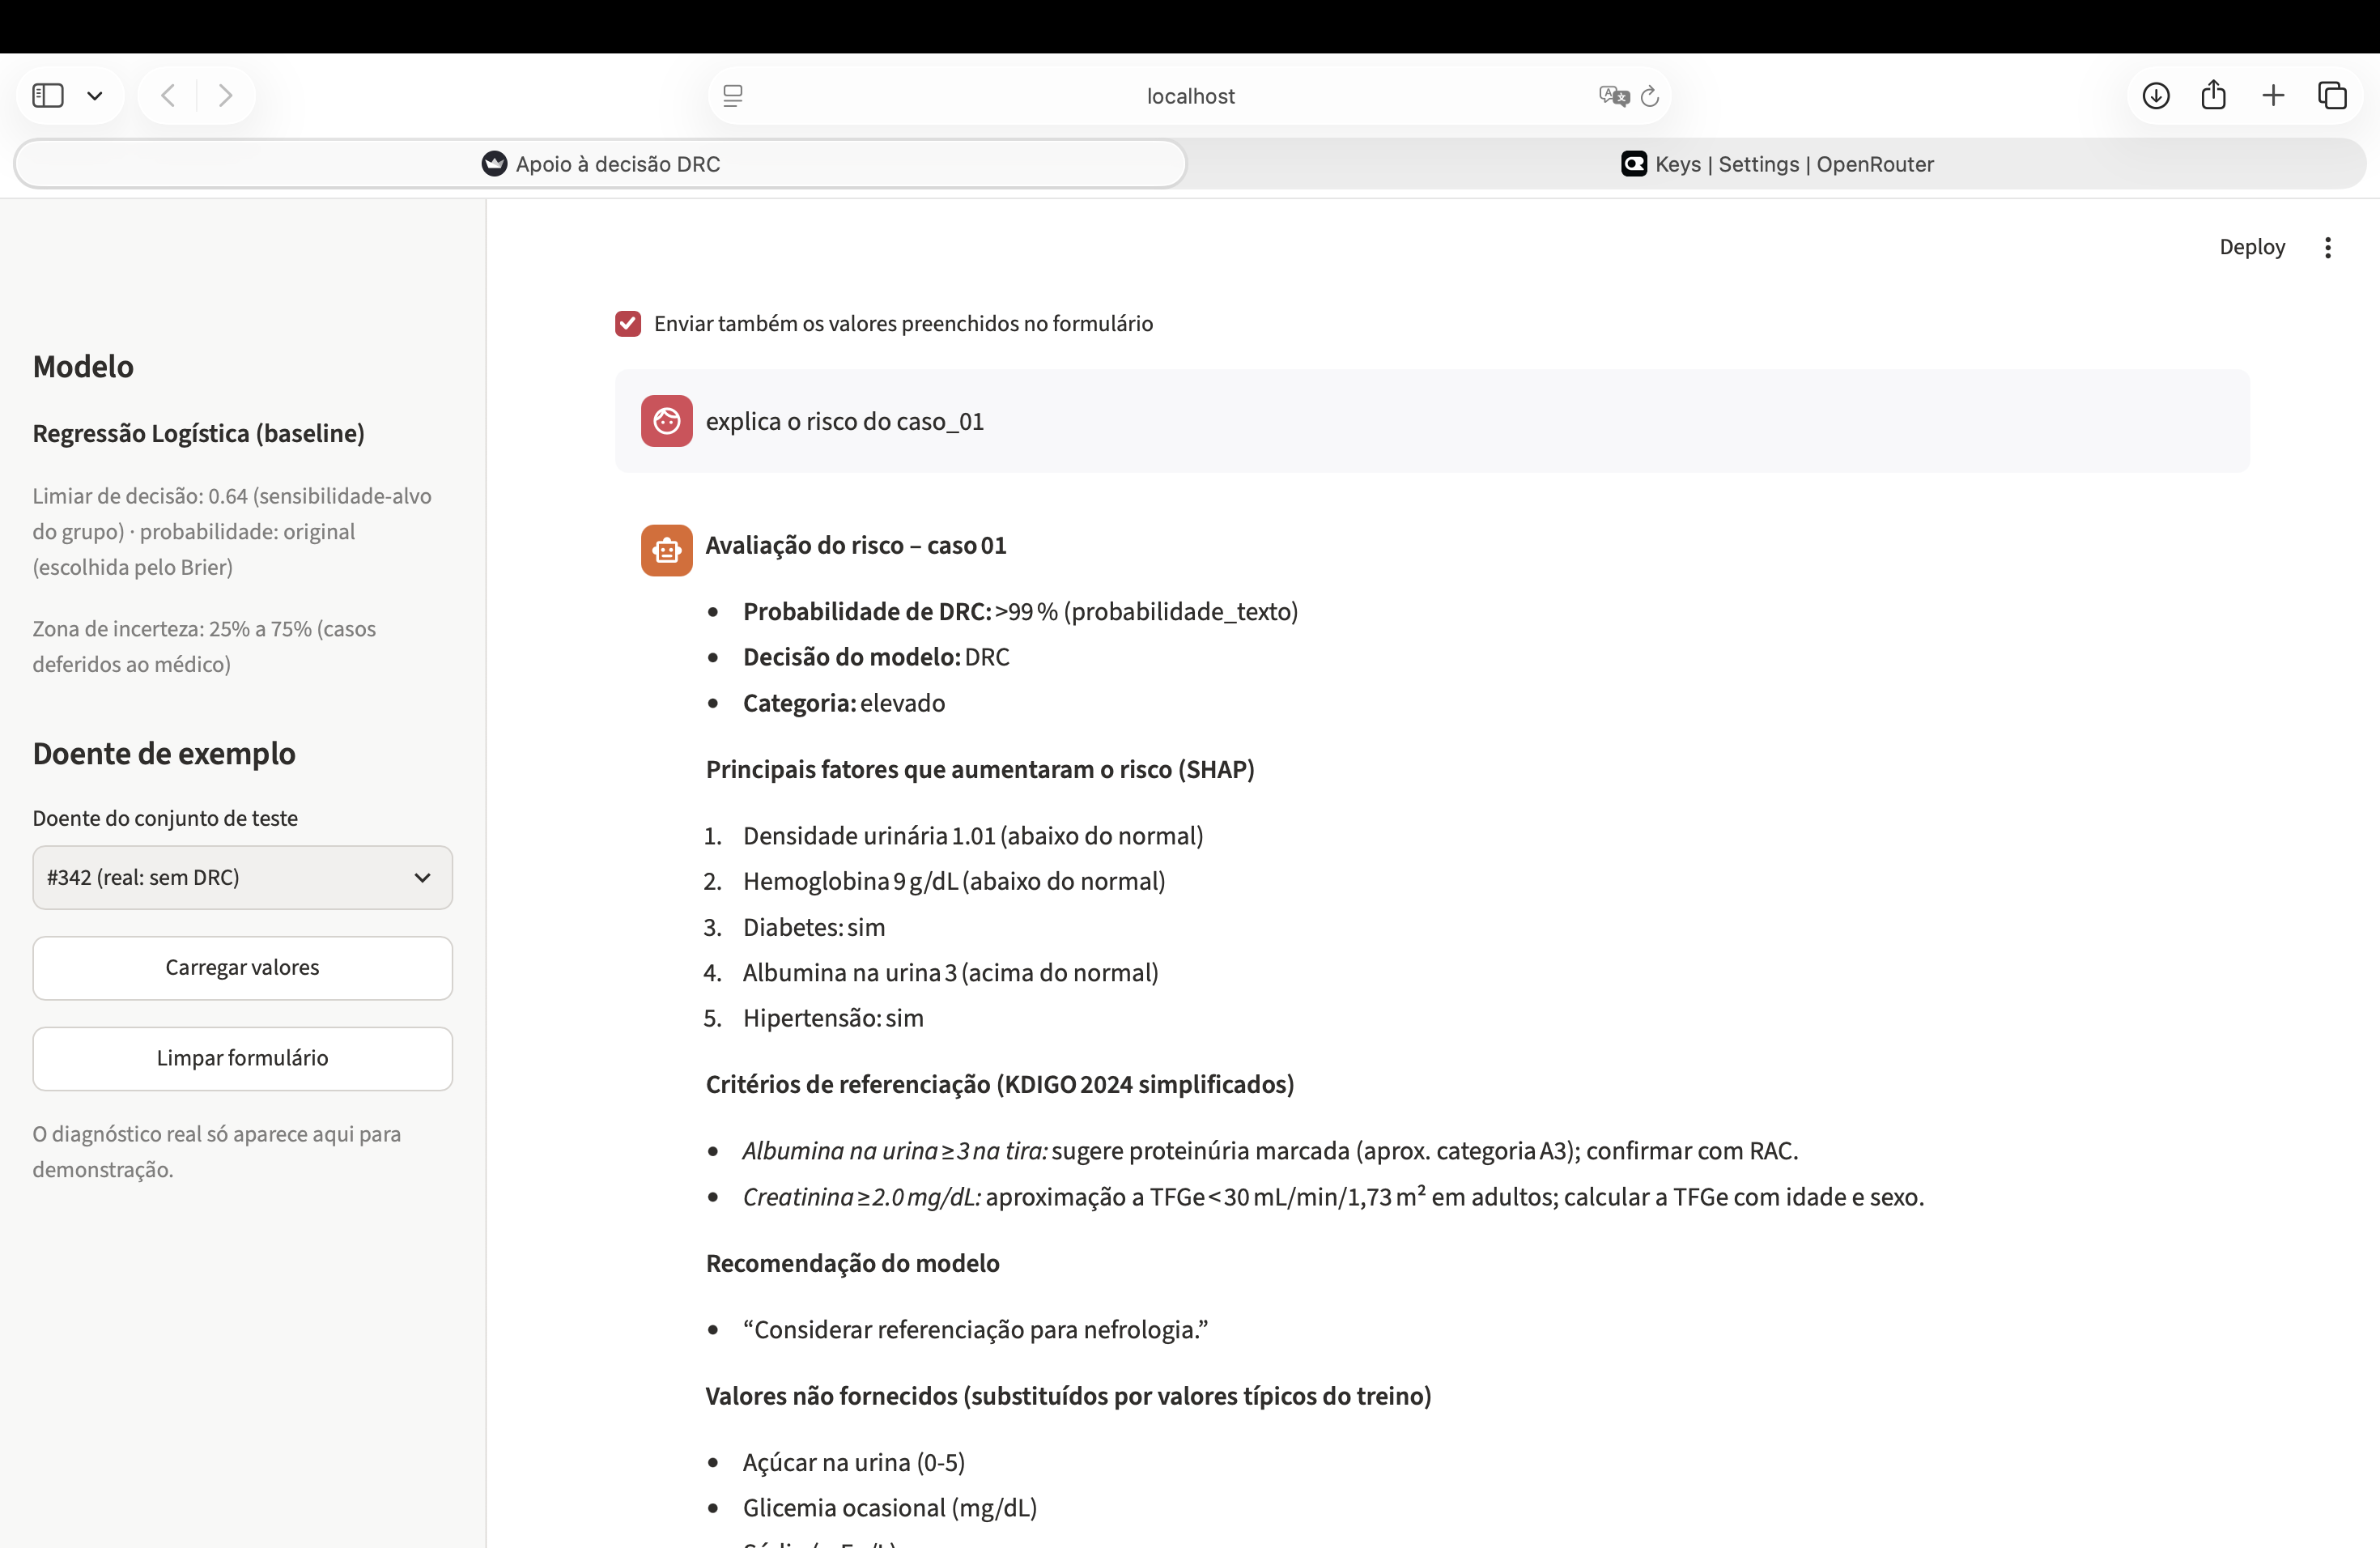 localhost
Apoio à decisão DRC
Keys | Settings | OpenRouter
Deploy
Modelo
Regressão Logística (baseline)
Limiar de decisão: 0.64 (sensibilidade-alvo
do grupo) · probabilidade: original
(escolhida pelo Brier)
Zona de incerteza: 25% a 75% (casos
deferidos ao médico)
Doente de exemplo
Doente do conjunto de teste
#342 (real: sem DRC)
Carregar valores
Limpar formulário
O diagnóstico real só aparece aqui para
demonstração.
Enviar também os valores preenchidos no formulário
explica o risco do caso_01
Avaliação do risco – caso 01
• Probabilidade de DRC: >99 % (probabilidade_texto)
• Decisão do modelo: DRC
• Categoria: elevado
Principais fatores que aumentaram o risco (SHAP)
1. Densidade urinária 1.01 (abaixo do normal)
2. Hemoglobina 9 g/dL (abaixo do normal)
3. Diabetes: sim
4. Albumina na urina 3 (acima do normal)
5. Hipertensão: sim
Critérios de referenciação (KDIGO 2024 simplificados)
• Albumina na urina ≥ 3 na tira: sugere proteinúria marcada (aprox. categoria A3); confirmar com RAC.
• Creatinina ≥ 2.0 mg/dL: aproximação a TFGe < 30 mL/min/1,73 m² em adultos; calcular a TFGe com idade e sexo.
Recomendação do modelo
• “Considerar referenciação para nefrologia.”
Valores não fornecidos (substituídos por valores típicos do treino)
• Açúcar na urina (0-5)
• Glicemia ocasional (mg/dL)